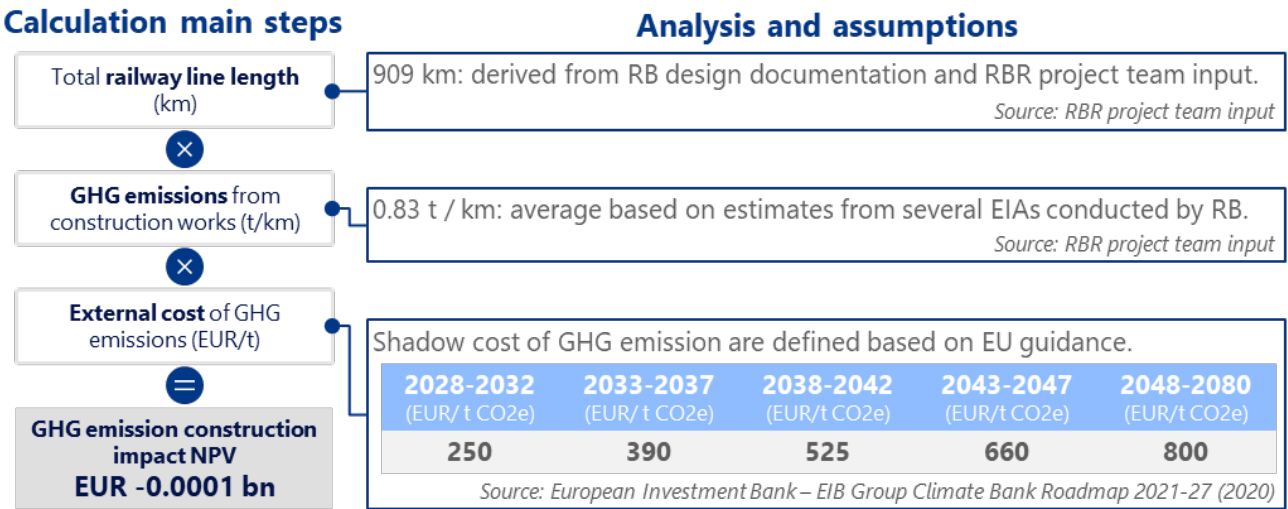 Calculation main steps
Analysis and assumptions
Total railway line length
(km)
909 km: derived from RB design documentation and RBR project team input.
Source: RBR project team input
×
GHG emissions from
construction works (t/km)
0.83 t / km: average based on estimates from several EIAs conducted by RB.
Source: RBR project team input
×
External cost of GHG
emissions (EUR/t)
Shadow cost of GHG emission are defined based on EU guidance.
2028-2032 2033-2037 2038-2042 2043-2047 2048-2080
(EUR/ t CO2e) (EUR/ t CO2e) (EUR/t CO2e) (EUR/t CO2e) (EUR/t CO2e)
250 390 525 660 800
Source: European Investment Bank – EIB Group Climate Bank Roadmap 2021-27 (2020)
=
GHG emission construction
impact NPV
EUR -0.0001 bn